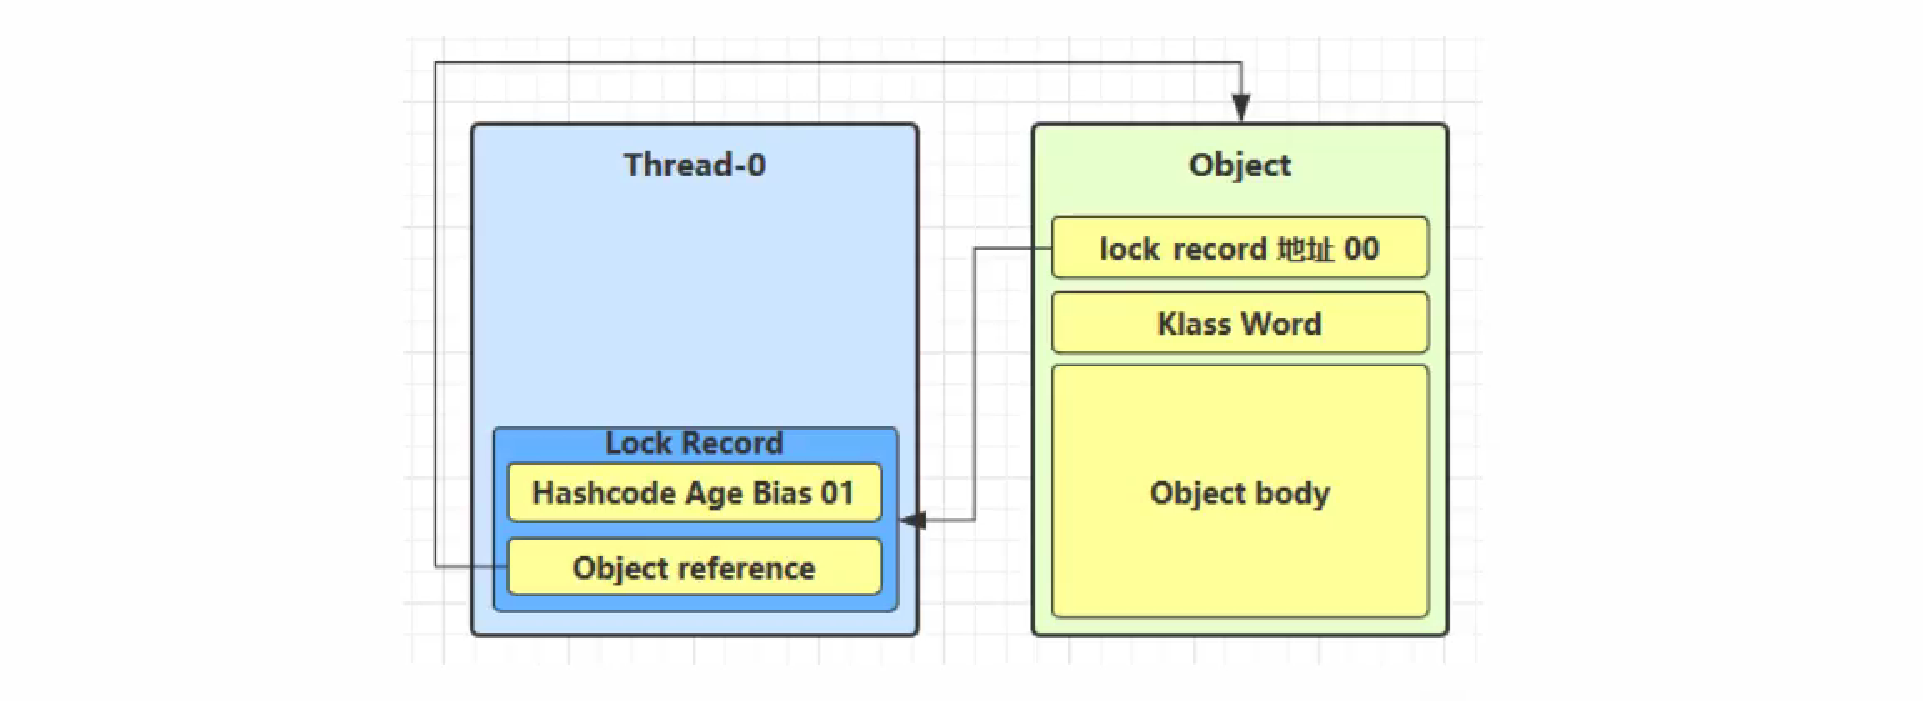 Thread-0
Lock Record
Hashcode Age Bias 01
Object reference
Object
lock record 地址 00
Klass Word
Object body